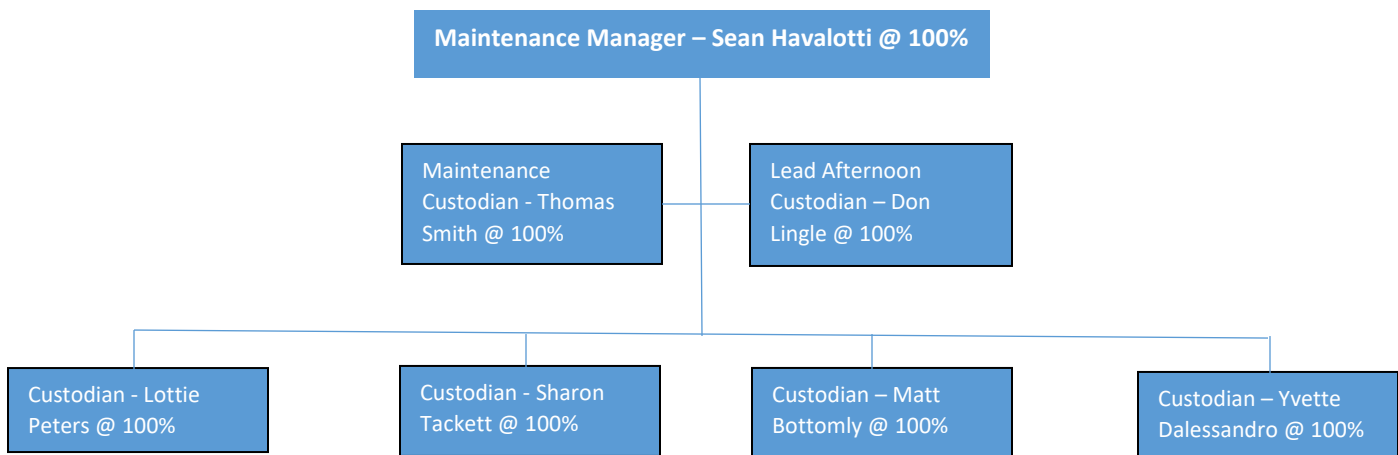 Maintenance Manager – Sean Havalotti @ 100%
Maintenance
Custodian - Thomas
Smith @ 100%
Lead Afternoon
Custodian – Don
Lingle @ 100%
Custodian - Lottie
Peters @ 100%
Custodian - Sharon
Tackett @ 100%
Custodian – Matt
Bottomly @ 100%
Custodian – Yvette
Dalessandro @ 100%